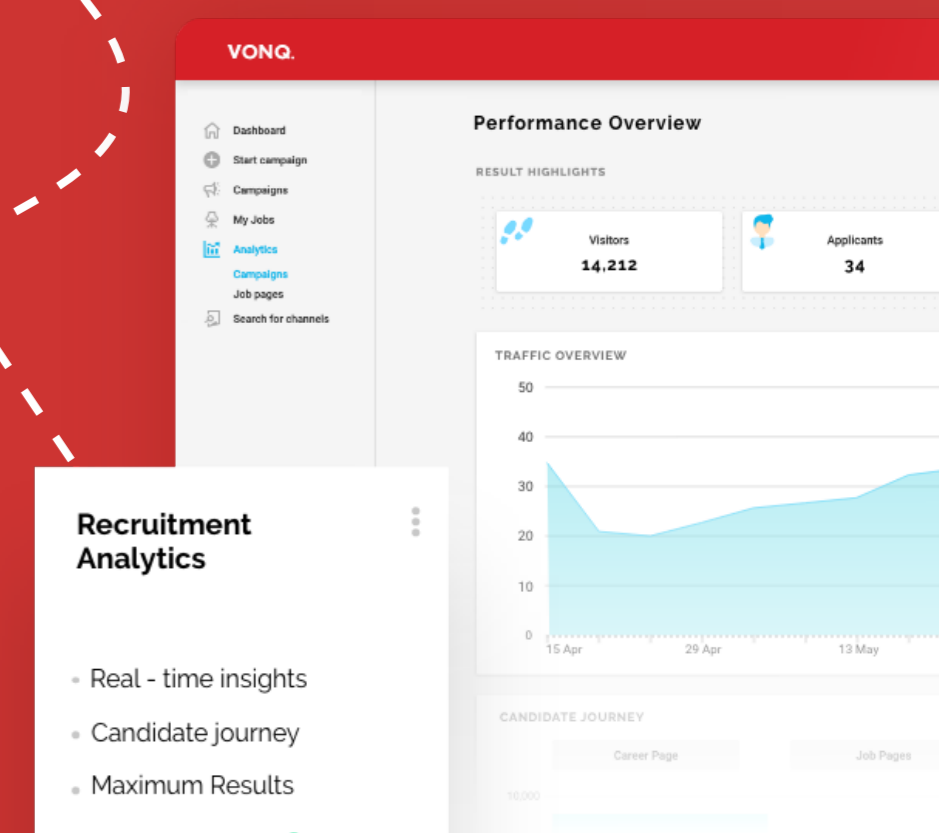 VONQ.
Dashboard
Start campaign
Campaigns
My Jobs
Analytics
Campaigns
Job pages
Search for channels
Performance Overview
RESULT HIGHLIGHTS
Visitors
14,212
Applicants
34
TRAFFIC OVERVIEW
50
40
30
20
10
0
15 Apr 29 Apr 13 May
CANDIDATE JOURNEY
Career Page Job Pages
10,000
Recruitment
Analytics
Real - time insights
Candidate journey
Maximum Results